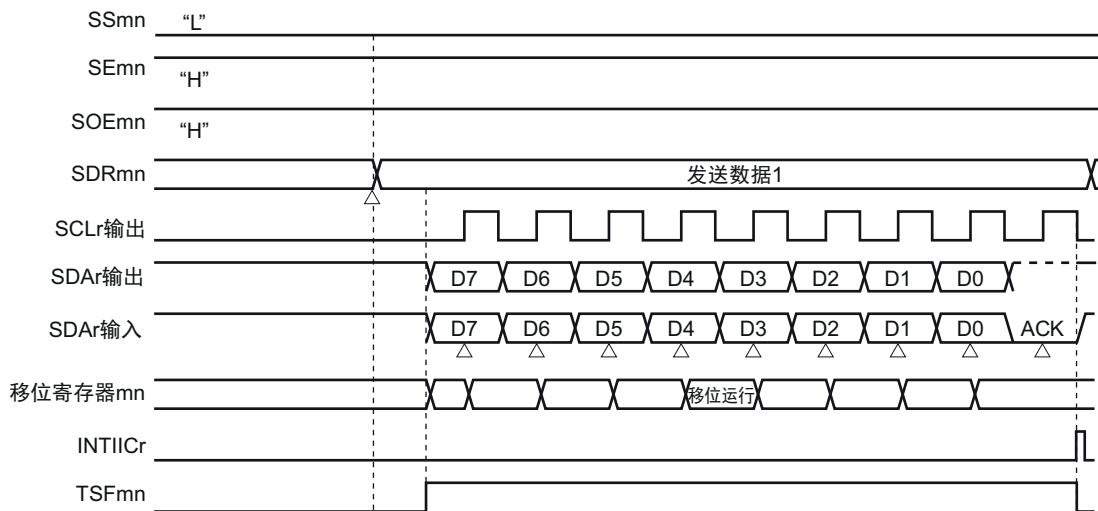 SSmn “L”
SEmn “H”
SOEmn “H”
SDRmn 发送数据1
SCLr输出
SDAr输出 D7 D6 D5 D4 D3 D2 D1 D0
SDAr输入 D7 D6 D5 D4 D3 D2 D1 D0 ACK
移位寄存器mn 移位运行
INTIICr
TSFmn